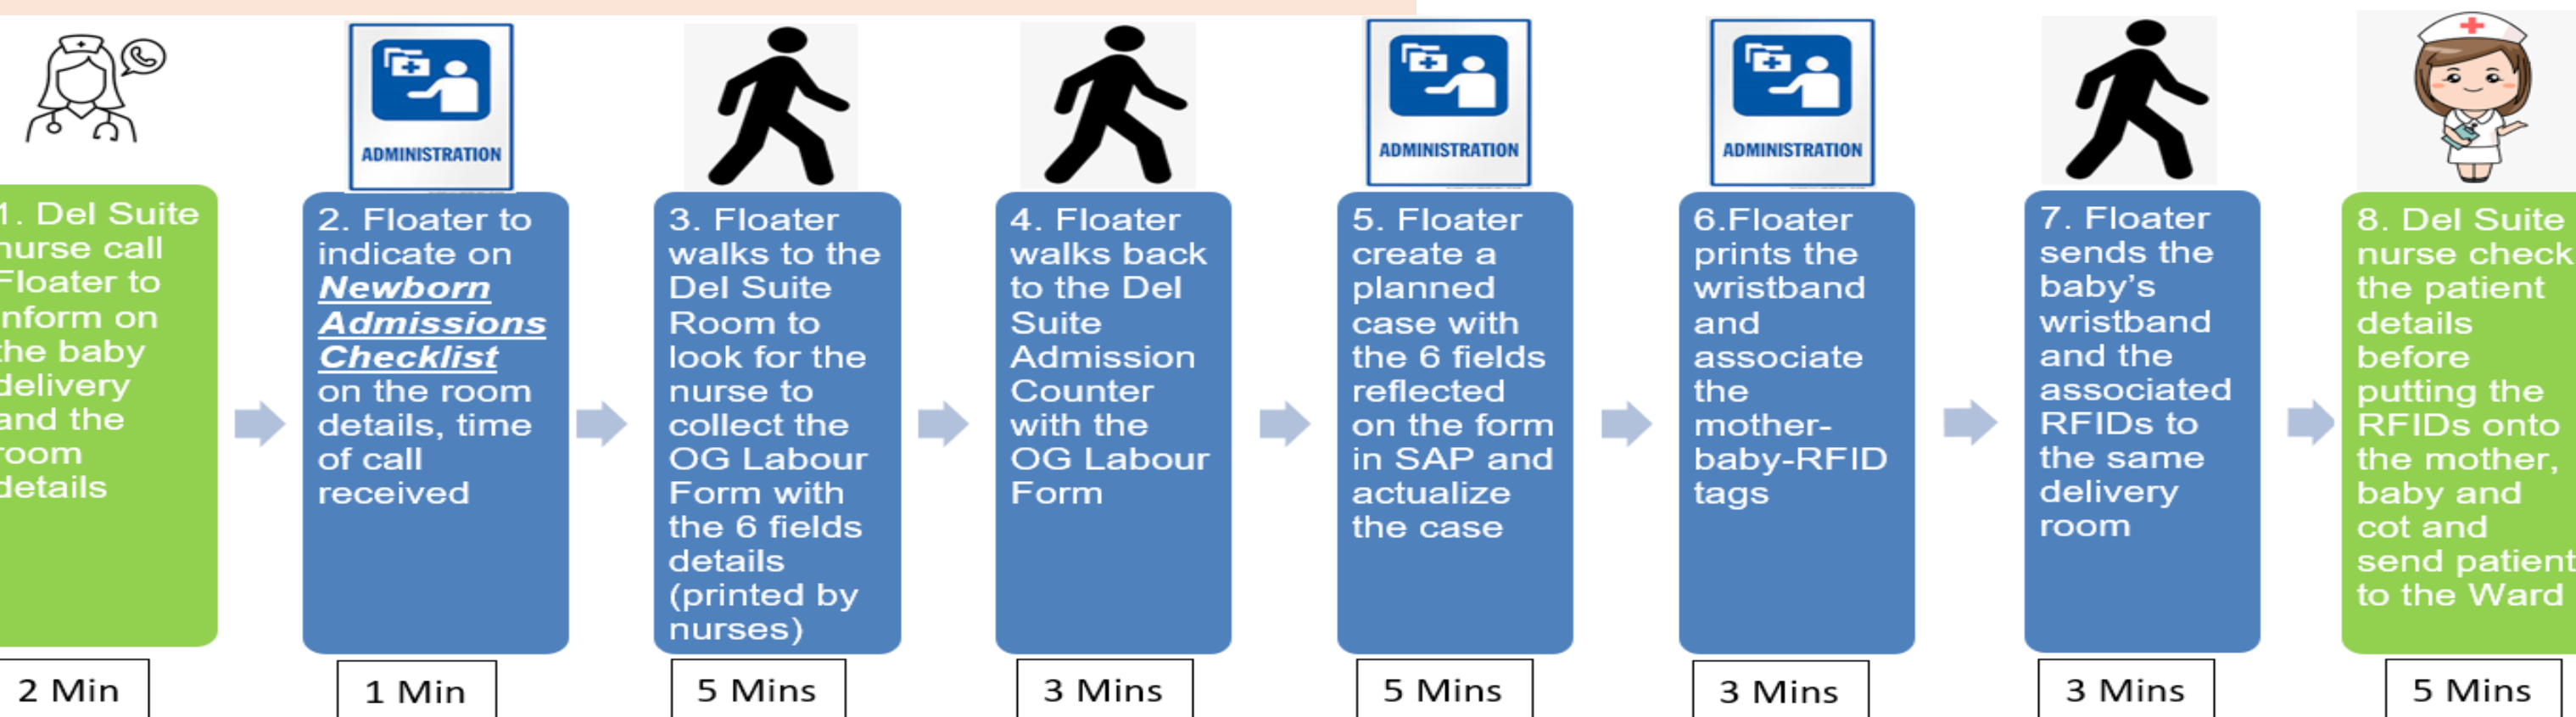 ADMINISTRATION
ADMINISTRATION
ADMINISTRATION
1. Del Suite
nurse call
Floater to
inform on
the baby
delivery
and the
room
details
2. Floater to
indicate on
Newborn
Admissions
Checklist
on the room
details, time
of call
received
3. Floater
walks to the
Del Suite
Room to
look for the
nurse to
collect the
OG Labour
Form with
the 6 fields
details
(printed by
nurses)
4. Floater
walks back
to the Del
Suite
Admission
Counter
with the
OG Labour
Form
5. Floater
create a
planned
case with
the 6 fields
reflected
on the form
in SAP and
actualize
the case
6.Floater
prints the
wristband
and
associate
the
mother-
baby-RFID
tags
7. Floater
sends the
baby’s
wristband
and the
associated
RFIDs to
the same
delivery
room
8. Del Suite
nurse check
the patient
details
before
putting the
RFIDs onto
the mother,
baby and
cot and
send patient
to the Ward
2 Min
1 Min
5 Mins
3 Mins
5 Mins
3 Mins
3 Mins
5 Mins